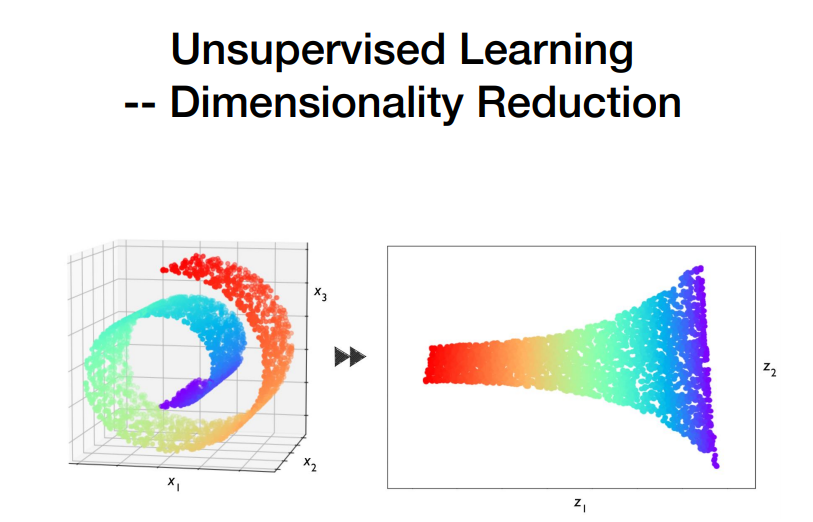 Unsupervised Learning
-- Dimensionality Reduction
x3
x2
x1
z2
z1